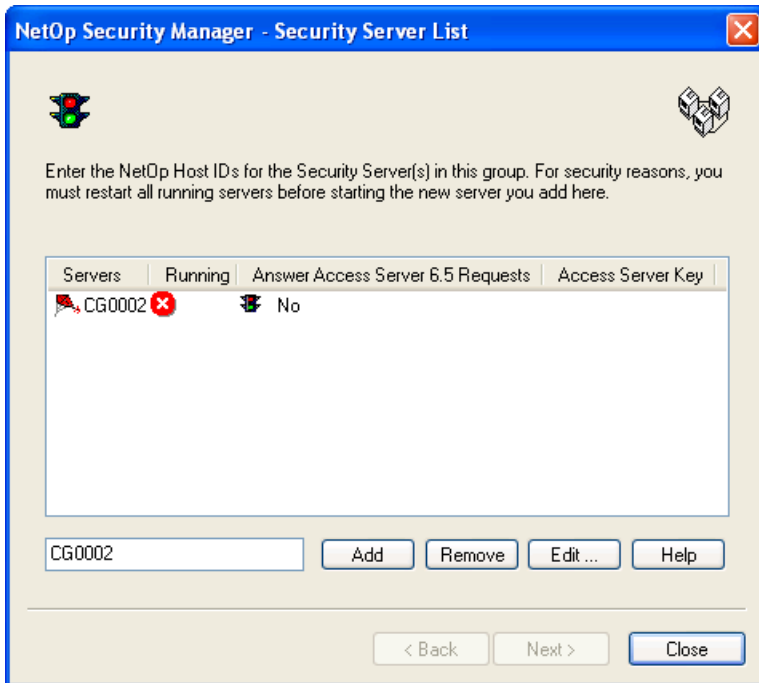 NetOp Security Manager - Security Server List
Enter the NetOp Host IDs for the Security Server(s) in this group. For security reasons, you
must restart all running servers before starting the new server you add here.
Servers Running Answer Access Server 6.5 Requests Access Server Key
CG0002 No
CG0002 Add Remove Edit ... Help
< Back Next > Close